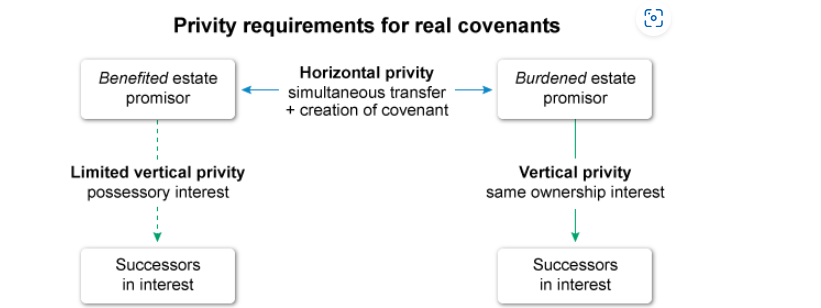 Privity requirements for real covenants
Benefited estate
promisor
Horizontal privity
simultaneous transfer
+ creation of covenant
Burdened estate
promisor
Limited vertical privity
possessory interest
Vertical privity
same ownership interest
Successors
in interest
Successors
in interest